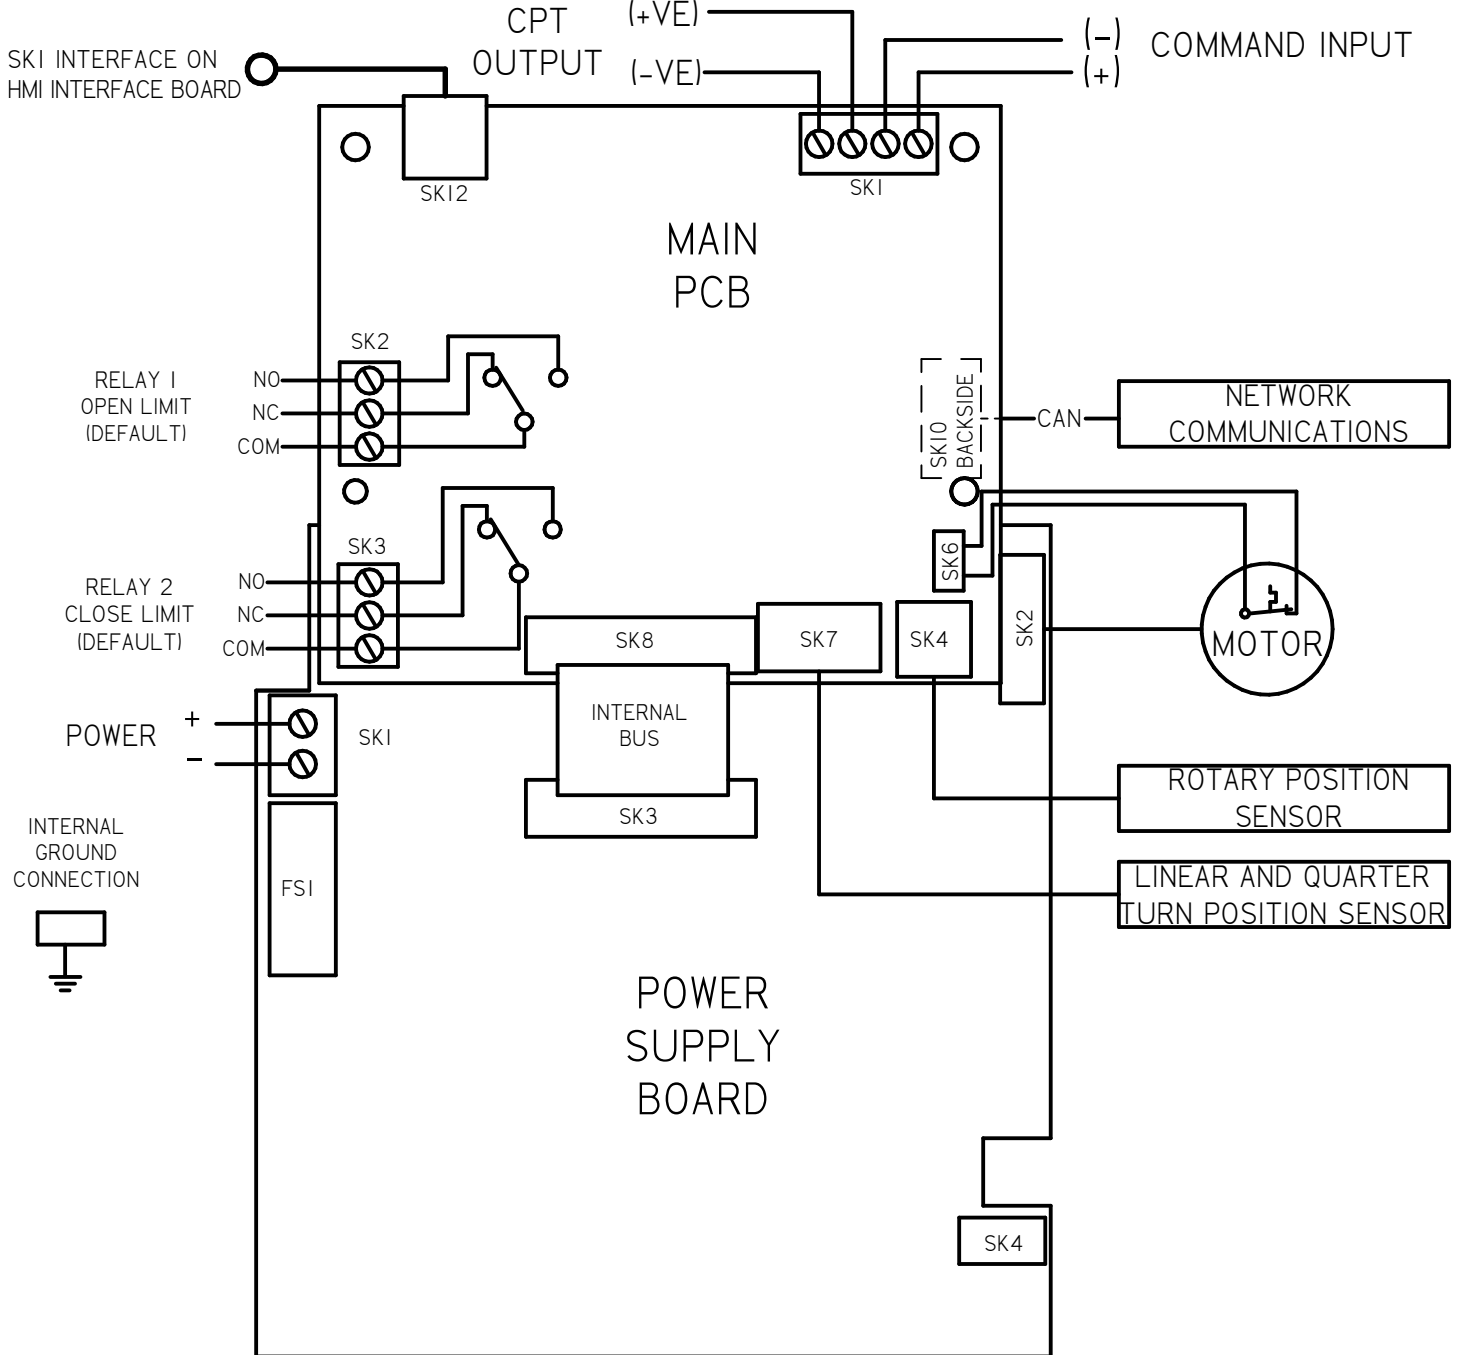 CPT
OUTPUT
(+VE)
(-VE)
(-)
(+)
COMMAND INPUT
SK1 INTERFACE ON
HMI INTERFACE BOARD
SK12
SK1
MAIN
PCB
SK2
RELAY 1
OPEN LIMIT
(DEFAULT)
NO
NC
COM
SK10
BACKSIDE
CAN
NETWORK
COMMUNICATIONS
SK3
RELAY 2
CLOSE LIMIT
(DEFAULT)
NO
NC
COM
SK6
SK8
SK7
SK4
SK2
MOTOR
POWER
+
-
SK1
INTERNAL
BUS
SK3
ROTARY POSITION
SENSOR
LINEAR AND QUARTER
TURN POSITION SENSOR
INTERNAL
GROUND
CONNECTION
FS1
POWER
SUPPLY
BOARD
SK4